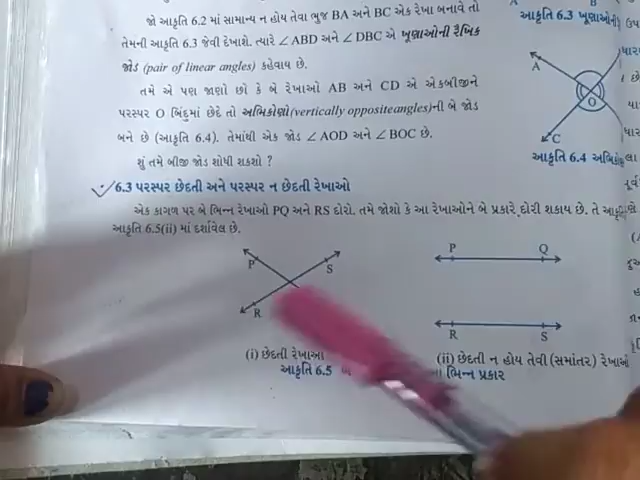 જો આકૃતિ 6.2 માં સામાન્ય ન હોય તેવા ભુજ BA અને BC એક રેખા બનાવે તો
તેમની આકૃતિ 6.3 જેવી દેખાશે. ત્યારે ∠ABD અને ∠DBC એ ખૂણાઓની રૈખિક
જોડ (pair of linear angles) કહેવાય છે.
તમે એ પણ જાણો છો કે બે રેખાઓ AB અને CD એ એકબીજીને
પરસ્પર O બિંદુમાં છેદે તો અભિકોણો(vertically oppositeangles)ની બે જોડ
બને છે (આકૃતિ 6.4). તેમાંથી એક જોડ ∠AOD અને ∠BOC છે.
શું તમે બીજી જોડ શોધી શકશો ?
6.3 પરસ્પર છેદતી અને પરસ્પર ન છેદતી રેખાઓ
એક કાગળ પર બે ભિન્ન રેખાઓ PQ અને RS દોરો. તમે જોશો કે આ રેખાઓને બે પ્રકારે દોરી શકાય છે. તે
આકૃતિ 6.5(ii) માં દર્શાવેલ છે.
આકૃતિ 6.3 ખૂણાઓની
A
O
C
આકૃતિ 6.4
P
S
R
(i) છેદતી રેખાઓ
P
Q
R
S
(ii) છેદતી ન હોય તેવી (સમાંતર) રેખાઓ
આકૃતિ 6.5
ભિન્ન પ્રકાર